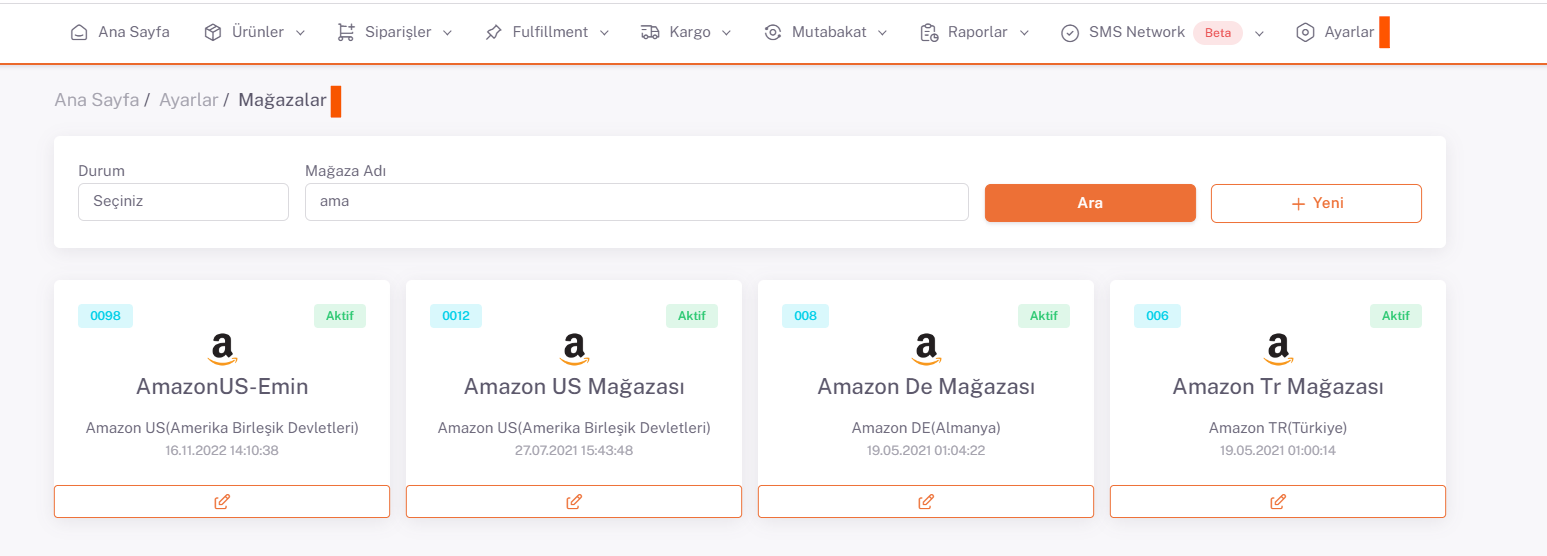 Ana Sayfa Ürünler Siparişler Fulfillment Kargo Mutabakat Raporlar SMS Network Beta Ayarlar
Ana Sayfa / Ayarlar / Mağazalar
Durum Mağaza Adı
Seçiniz ama Ara + Yeni
0098 Aktif
a
AmazonUS-Emin
Amazon US(Amerika Birleşik Devletleri)
16.11.2022 14:10:38
0012 Aktif
a
Amazon US Mağazası
Amazon US(Amerika Birleşik Devletleri)
27.07.2021 15:43:48
008 Aktif
a
Amazon De Mağazası
Amazon DE(Almanya)
19.05.2021 01:04:22
006 Aktif
a
Amazon Tr Mağazası
Amazon TR(Türkiye)
19.05.2021 01:00:14